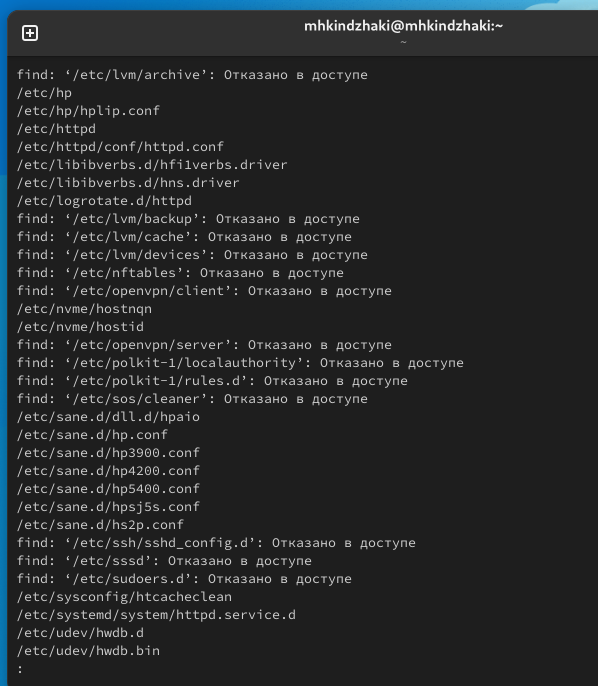 mhkindzhaki@mhkindzhaki:~
~
find: ‘/etc/lvm/archive’: Отказано в доступе
/etc/hp
/etc/hp/hplip.conf
/etc/httpd
/etc/httpd/conf/httpd.conf
/etc/libibverbs.d/hfi1verbs.driver
/etc/libibverbs.d/hns.driver
/etc/logrotate.d/httpd
find: ‘/etc/lvm/backup’: Отказано в доступе
find: ‘/etc/lvm/cache’: Отказано в доступе
find: ‘/etc/lvm/devices’: Отказано в доступе
find: ‘/etc/nftables’: Отказано в доступе
find: ‘/etc/openvpn/client’: Отказано в доступе
/etc/nvme/hostnqn
/etc/nvme/hostid
find: ‘/etc/openvpn/server’: Отказано в доступе
find: ‘/etc/polkit-1/localauthority’: Отказано в доступе
find: ‘/etc/polkit-1/rules.d’: Отказано в доступе
find: ‘/etc/sos/cleaner’: Отказано в доступе
/etc/sane.d/dll.d/hpaio
/etc/sane.d/hp.conf
/etc/sane.d/hp3900.conf
/etc/sane.d/hp4200.conf
/etc/sane.d/hp5400.conf
/etc/sane.d/hpsj5s.conf
/etc/sane.d/hs2p.conf
find: ‘/etc/ssh/sshd_config.d’: Отказано в доступе
find: ‘/etc/sssd’: Отказано в доступе
find: ‘/etc/sudoers.d’: Отказано в доступе
/etc/sysconfig/htcacheclean
/etc/systemd/system/httpd.service.d
/etc/udev/hwdb.d
/etc/udev/hwdb.bin
: